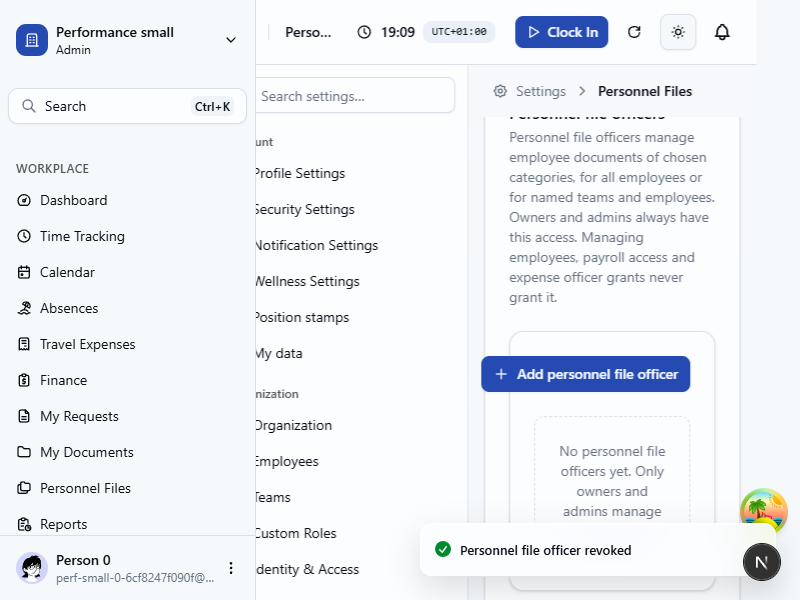 Performance small
Admin
Search
Ctrl+K
WORKPLACE
Dashboard
Time Tracking
Calendar
Absences
Travel Expenses
Finance
My Requests
My Documents
Personnel Files
Reports
Person 0
perf-small-0-6cf8247f090f@...
Perso...
19:09
UTC+01:00
Clock In
Search settings...
unt
Profile Settings
Security Settings
Notification Settings
Wellness Settings
Position stamps
My data
nization
Organization
Employees
Teams
Custom Roles
dentity & Access
Settings
Personnel Files
Personnel file officers
Personnel file officers manage
employee documents of chosen
categories, for all employees or
for named teams and employees.
Owners and admins always have
this access. Managing
employees, payroll access and
expense officer grants never
grant it.
Add personnel file officer
No personnel file
officers yet. Only
owners and
admins manage
Personnel file officer revoked
N